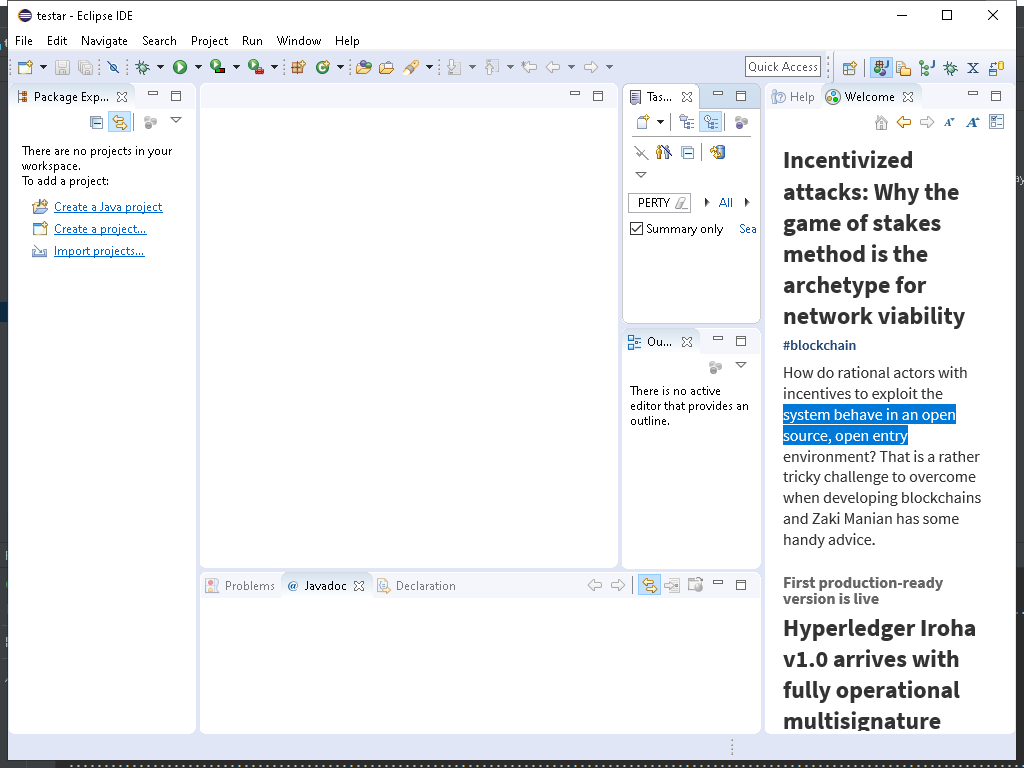 testar - Eclipse IDE
File Edit Navigate Search Project Run Window Help
Quick Access
Package Exp...
There are no projects in your
workspace.
To add a project:
Create a Java project
Create a project...
Import projects...
Tas...
PERTY
All
Summary only
Sea
Ou...
There is no active
editor that provides an
outline.
Problems
@ Javadoc
Declaration
Help
Welcome
Incentivized
attacks: Why the
game of stakes
method is the
archetype for
network viability
#blockchain
How do rational actors with
incentives to exploit the
system behave in an open
source, open entry
environment? That is a rather
tricky challenge to overcome
when developing blockchains
and Zaki Manian has some
handy advice.
First production-ready
version is live
Hyperledger Iroha
v1.0 arrives with
fully operational
multisignature